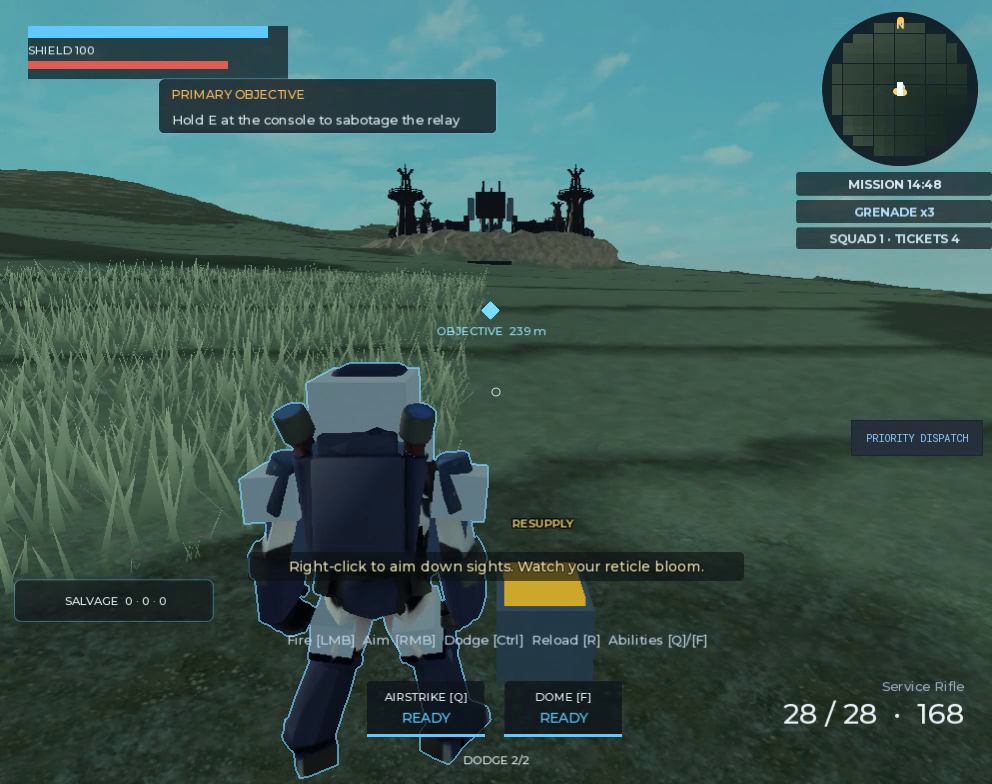 SHIELD 100
PRIMARY OBJECTIVE
Hold E at the console to sabotage the relay
N
MISSION 14:48
GRENADE x3
SQUAD 1 · TICKETS 4
OBJECTIVE 239 m
PRIORITY DISPATCH
RESUPPLY
Right-click to aim down sights. Watch your reticle bloom.
SALVAGE 0 · 0 · 0
Fire [LMB] Aim [RMB] Dodge [Ctrl] Reload [R] Abilities [Q]/[F]
AIRSTRIKE [Q]
READY
DOME [F]
READY
Service Rifle
28 / 28 · 168
DODGE 2/2